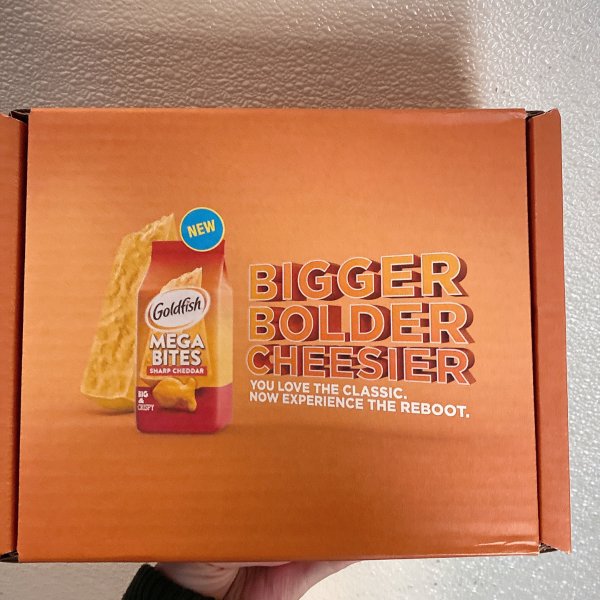 NEW
Goldfish
MEGA
BITES
SHARP CHEDDAR
BIG
&
CRISPY
BIGGER
BOLDER
CHEESIER
YOU LOVE THE CLASSIC.
NOW EXPERIENCE THE REBOOT.